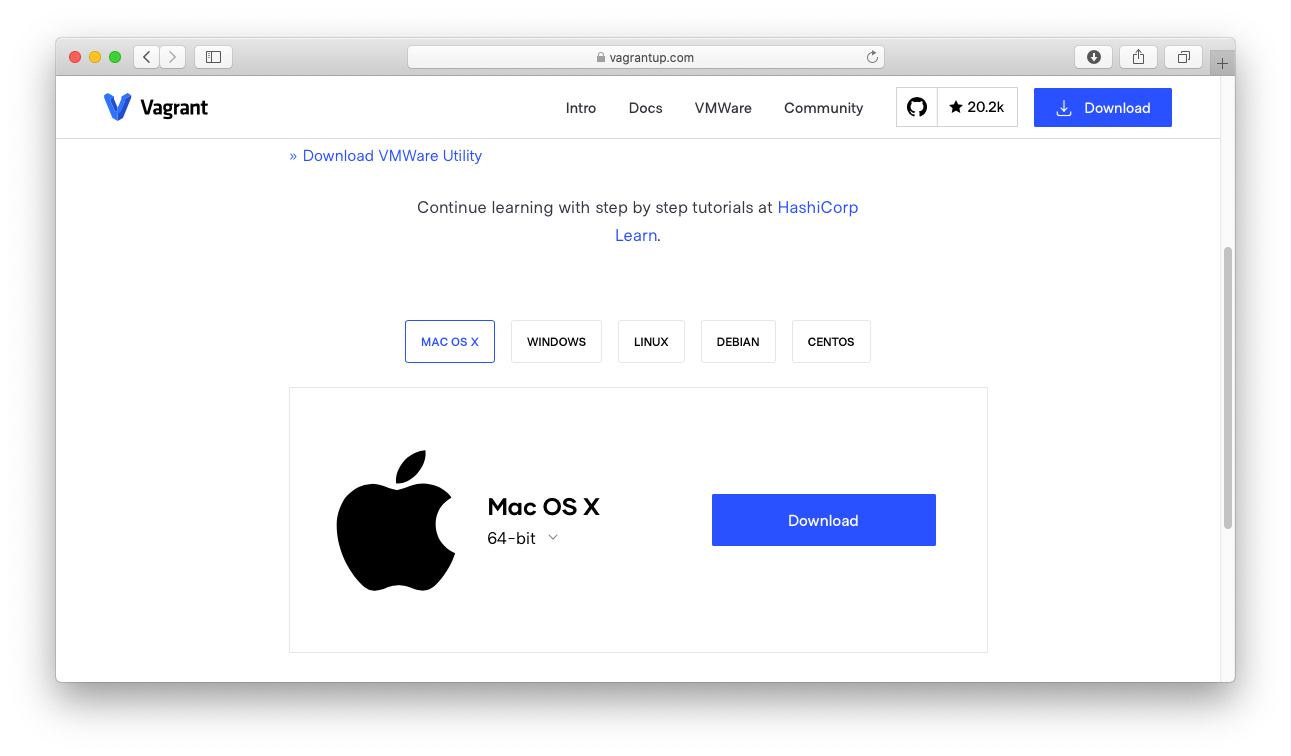 vagrantup.com
Vagrant
Intro Docs VMWare Community ★ 20.2k Download
» Download VMWare Utility
Continue learning with step by step tutorials at HashiCorp
Learn.
MAC OS X WINDOWS LINUX DEBIAN CENTOS
Mac OS X
64-bit
Download